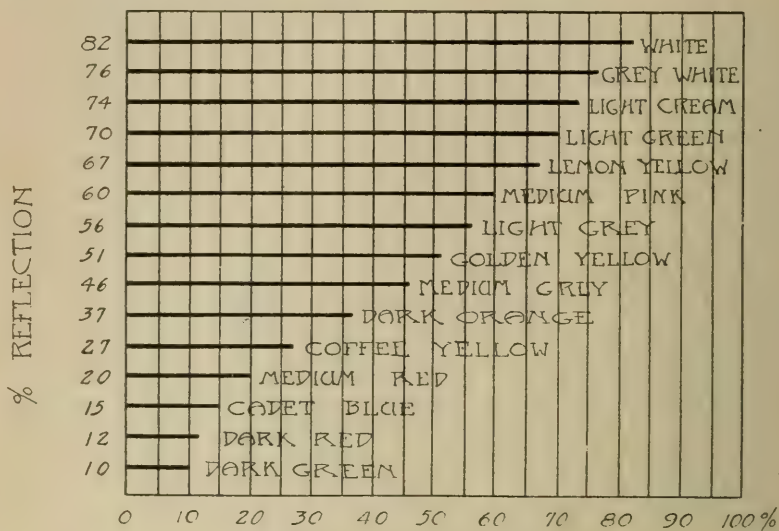 82 WHITE
76 GREY WHITE
74 LIGHT CREAM
70 LIGHT GREEN
67 LEMON YELLOW
60 MEDIUM PINK
56 LIGHT GREY
51 GOLDEN YELLOW
46 MEDIUM GREY
37 DARK ORANGE
27 COFFEE YELLOW
20 MEDIUM RED
15 CADET BLUE
12 DARK RED
10 DARK GREEN
% REFLECTION
0 10 20 30 40 50 60 70 80 90 100%